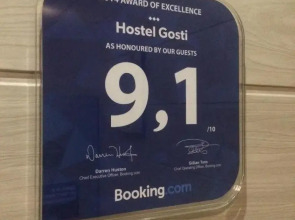 AWARD OF EXCELLENCE
Hostel Gosti
AS HONOURED BY OUR GUESTS
9,1
/10
Darren Huston
Chief Executive Officer Booking.com
Gillian Tans
Chief Operating Officer Booking.com
Booking.com